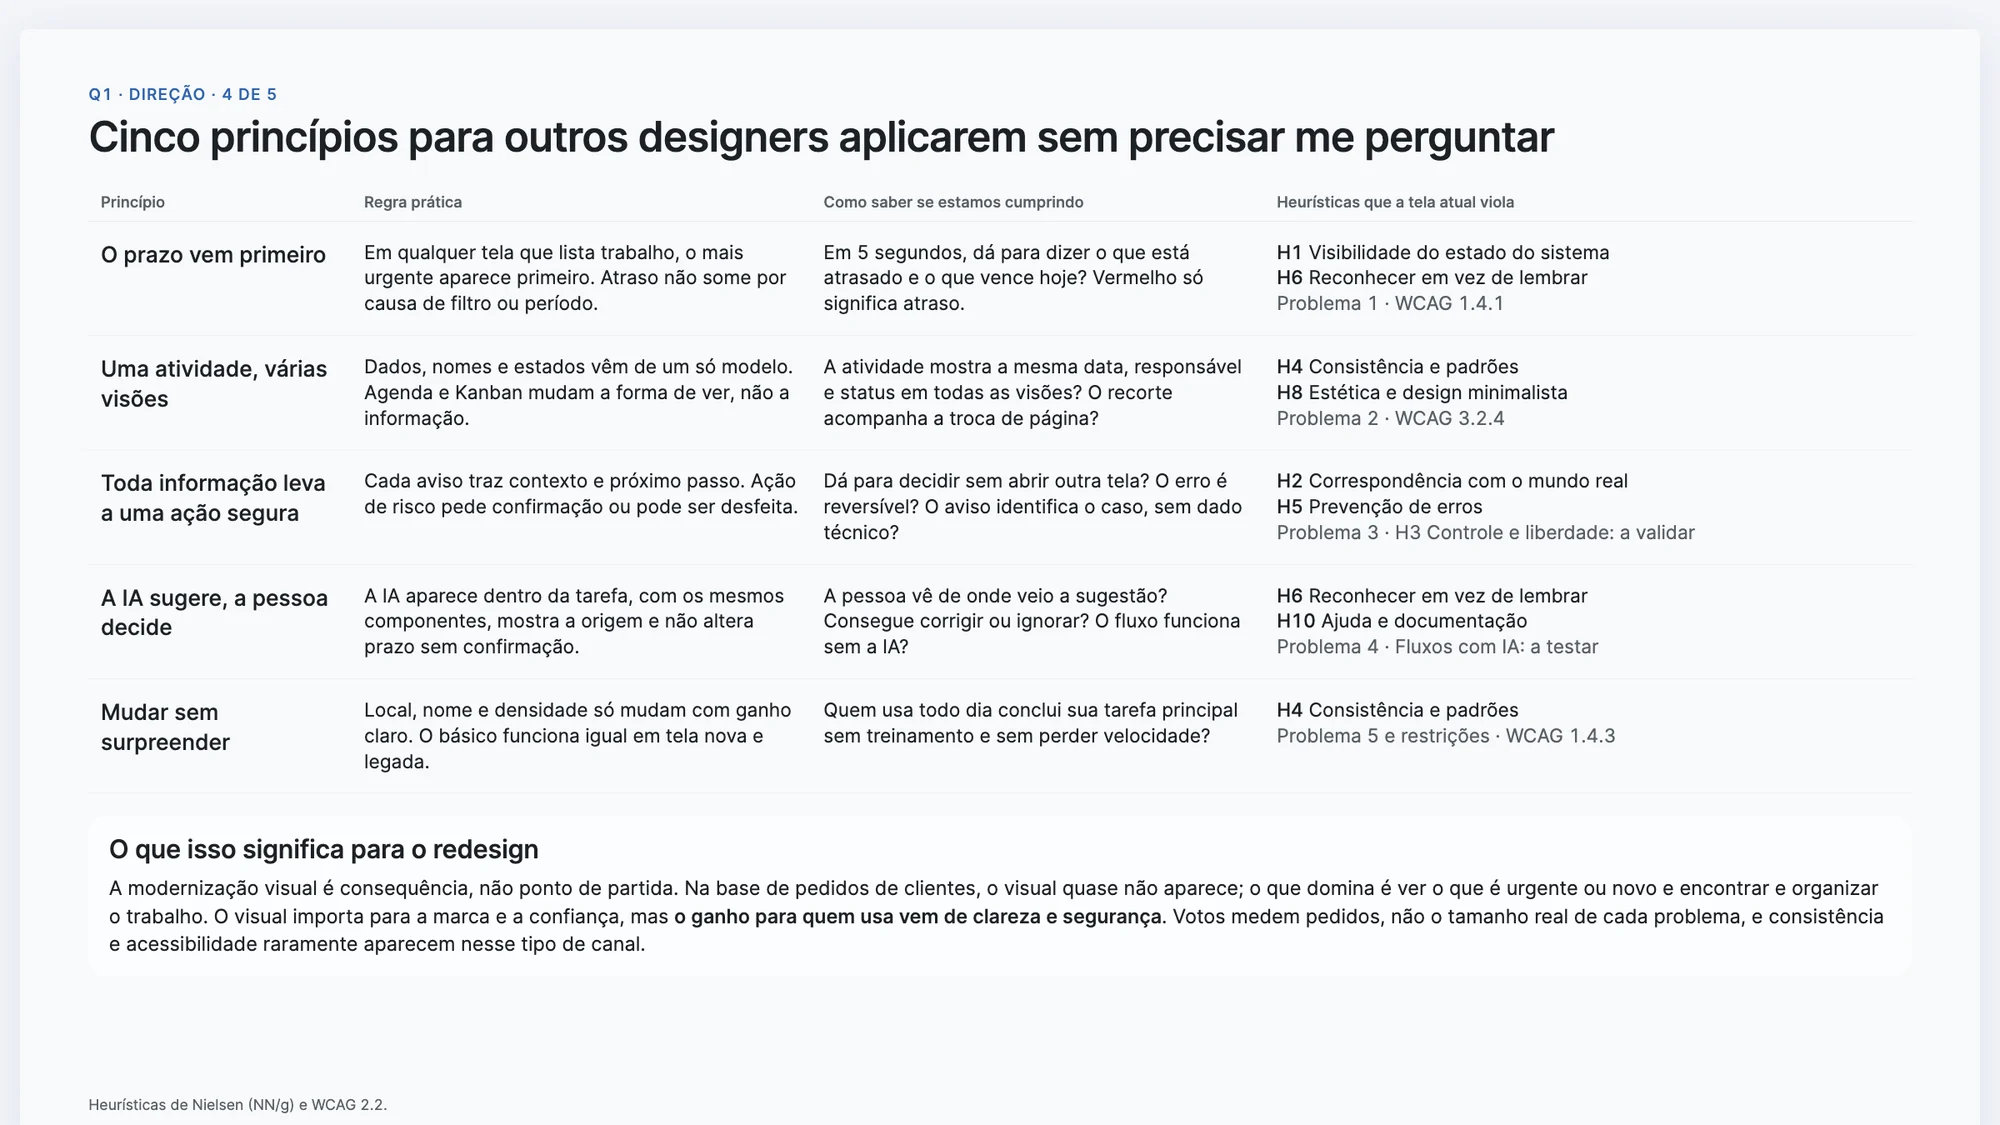 Q1 · DIREÇÃO · 4 DE 5
Cinco princípios para outros designers aplicarem sem precisar me perguntar
Princípio
Regra prática
Como saber se estamos cumprindo
Heurísticas que a tela atual viola
O prazo vem primeiro
Em qualquer tela que lista trabalho, o mais
urgente aparece primeiro. Atraso não some por
causa de filtro ou período.
Em 5 segundos, dá para dizer o que está
atrasado e o que vence hoje? Vermelho só
significa atraso.
H1 Visibilidade do estado do sistema
H6 Reconhecer em vez de lembrar
Problema 1 · WCAG 1.4.1
Uma atividade, várias
visões
Dados, nomes e estados vêm de um só modelo.
Agenda e Kanban mudam a forma de ver, não a
informação.
A atividade mostra a mesma data, responsável
e status em todas as visões? O recorte
acompanha a troca de página?
H4 Consistência e padrões
H8 Estética e design minimalista
Problema 2 · WCAG 3.2.4
Toda informação leva
a uma ação segura
Cada aviso traz contexto e próximo passo. Ação
de risco pede confirmação ou pode ser desfeita.
Dá para decidir sem abrir outra tela? O erro é
reversível? O aviso identifica o caso, sem dado
técnico?
H2 Correspondência com o mundo real
H5 Prevenção de erros
Problema 3 · H3 Controle e liberdade: a validar
A IA sugere, a pessoa
decide
A IA aparece dentro da tarefa, com os mesmos
componentes, mostra a origem e não altera
prazo sem confirmação.
A pessoa vê de onde veio a sugestão?
Consegue corrigir ou ignorar? O fluxo funciona
sem a IA?
H6 Reconhecer em vez de lembrar
H10 Ajuda e documentação
Problema 4 · Fluxos com IA: a testar
Mudar sem
surpreender
Local, nome e densidade só mudam com ganho
claro. O básico funciona igual em tela nova e
legada.
Quem usa todo dia conclui sua tarefa principal
sem treinamento e sem perder velocidade?
H4 Consistência e padrões
Problema 5 e restrições · WCAG 1.4.3
O que isso significa para o redesign
A modernização visual é consequência, não ponto de partida. Na base de pedidos de clientes, o visual quase não aparece; o que domina é ver o que é urgente ou novo e encontrar e organizar
o trabalho. O visual importa para a marca e a confiança, mas o ganho para quem usa vem de clareza e segurança. Votos medem pedidos, não o tamanho real de cada problema, e consistência
e acessibilidade raramente aparecem nesse tipo de canal.
Heurísticas de Nielsen (NN/g) e WCAG 2.2.